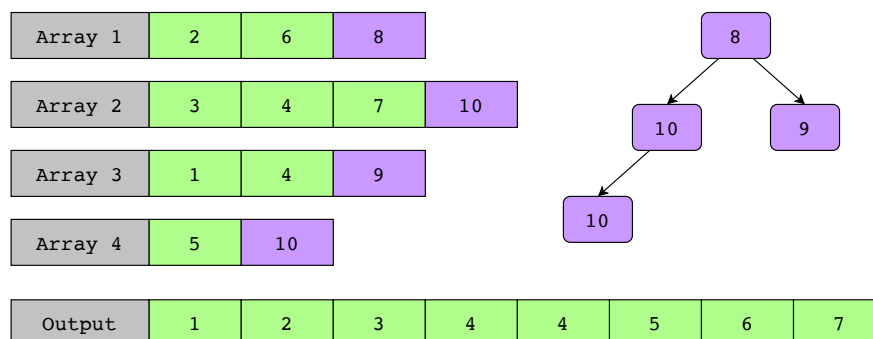 Array 1 2 6 8
8
Array 2 3 4 7 10
10 9
Array 3 1 4 9
10
Array 4 5 10
Output 1 2 3 4 4 5 6 7